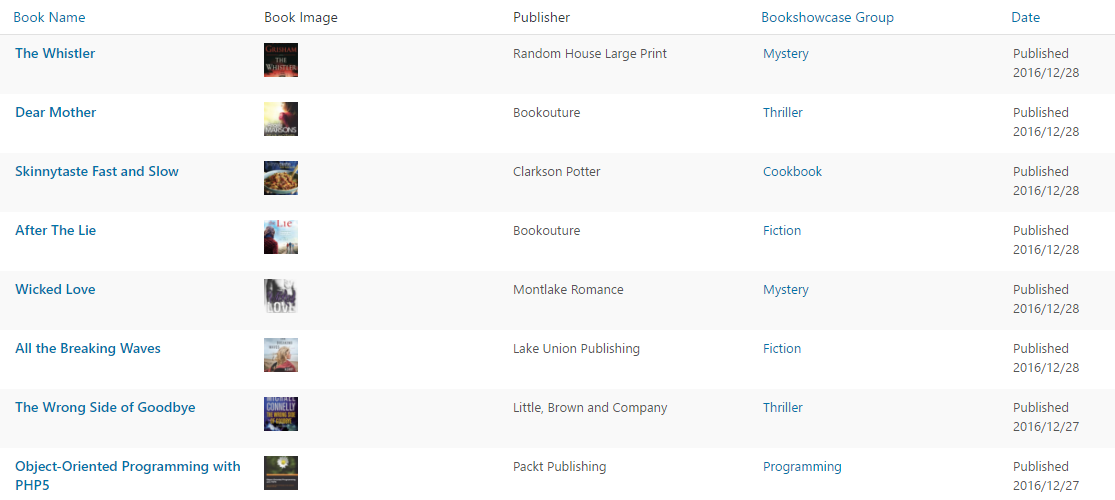 Book Name Book Image Publisher Bookshowcase Group Date
The Whistler GRISHAM THE WHISTLER Random House Large Print Mystery Published
2016/12/28
Dear Mother MARSONS Bookouture Thriller Published
2016/12/28
Skinnytaste Fast and Slow Clarkson Potter Cookbook Published
2016/12/28
After The Lie Lie Bookouture Fiction Published
2016/12/28
Wicked Love LOVE Montlake Romance Mystery Published
2016/12/28
All the Breaking Waves Lake Union Publishing Fiction Published
2016/12/28
The Wrong Side of Goodbye MICHAEL CONNELLY THE WRONG SIDE OF GOODBYE Little, Brown and Company Thriller Published
2016/12/27
Object-Oriented Programming with Packt Publishing Programming Published
PHP5 2016/12/27